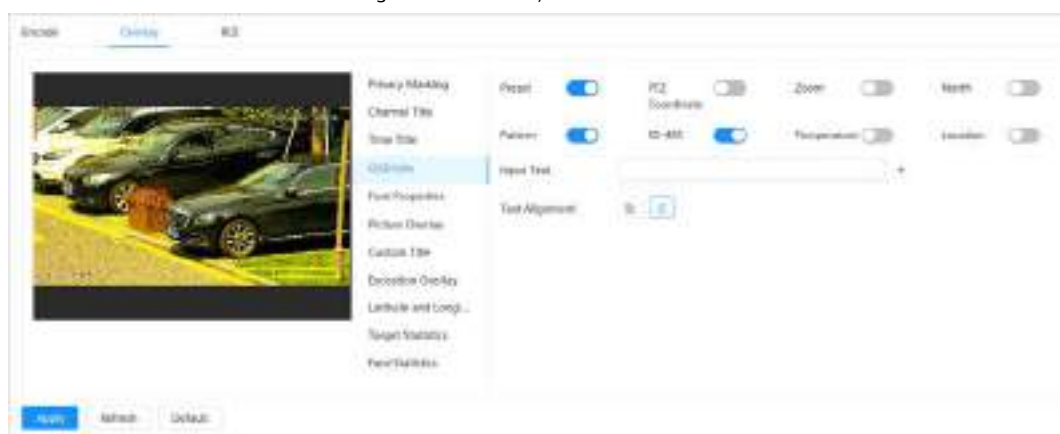 Encode Overlay ROI
Privacy Masking
Channel Title
Time Title
OSD Info
Font Properties
Picture Overlay
Custom Title
Exception Overlay
Latitude and Longi...
Target Statistics
Face Statistics
Preset PTZ Coordinate Zoom North
Pattern RS-485 Temperature Location
Input Text +
Text Alignment
Apply Refresh Default